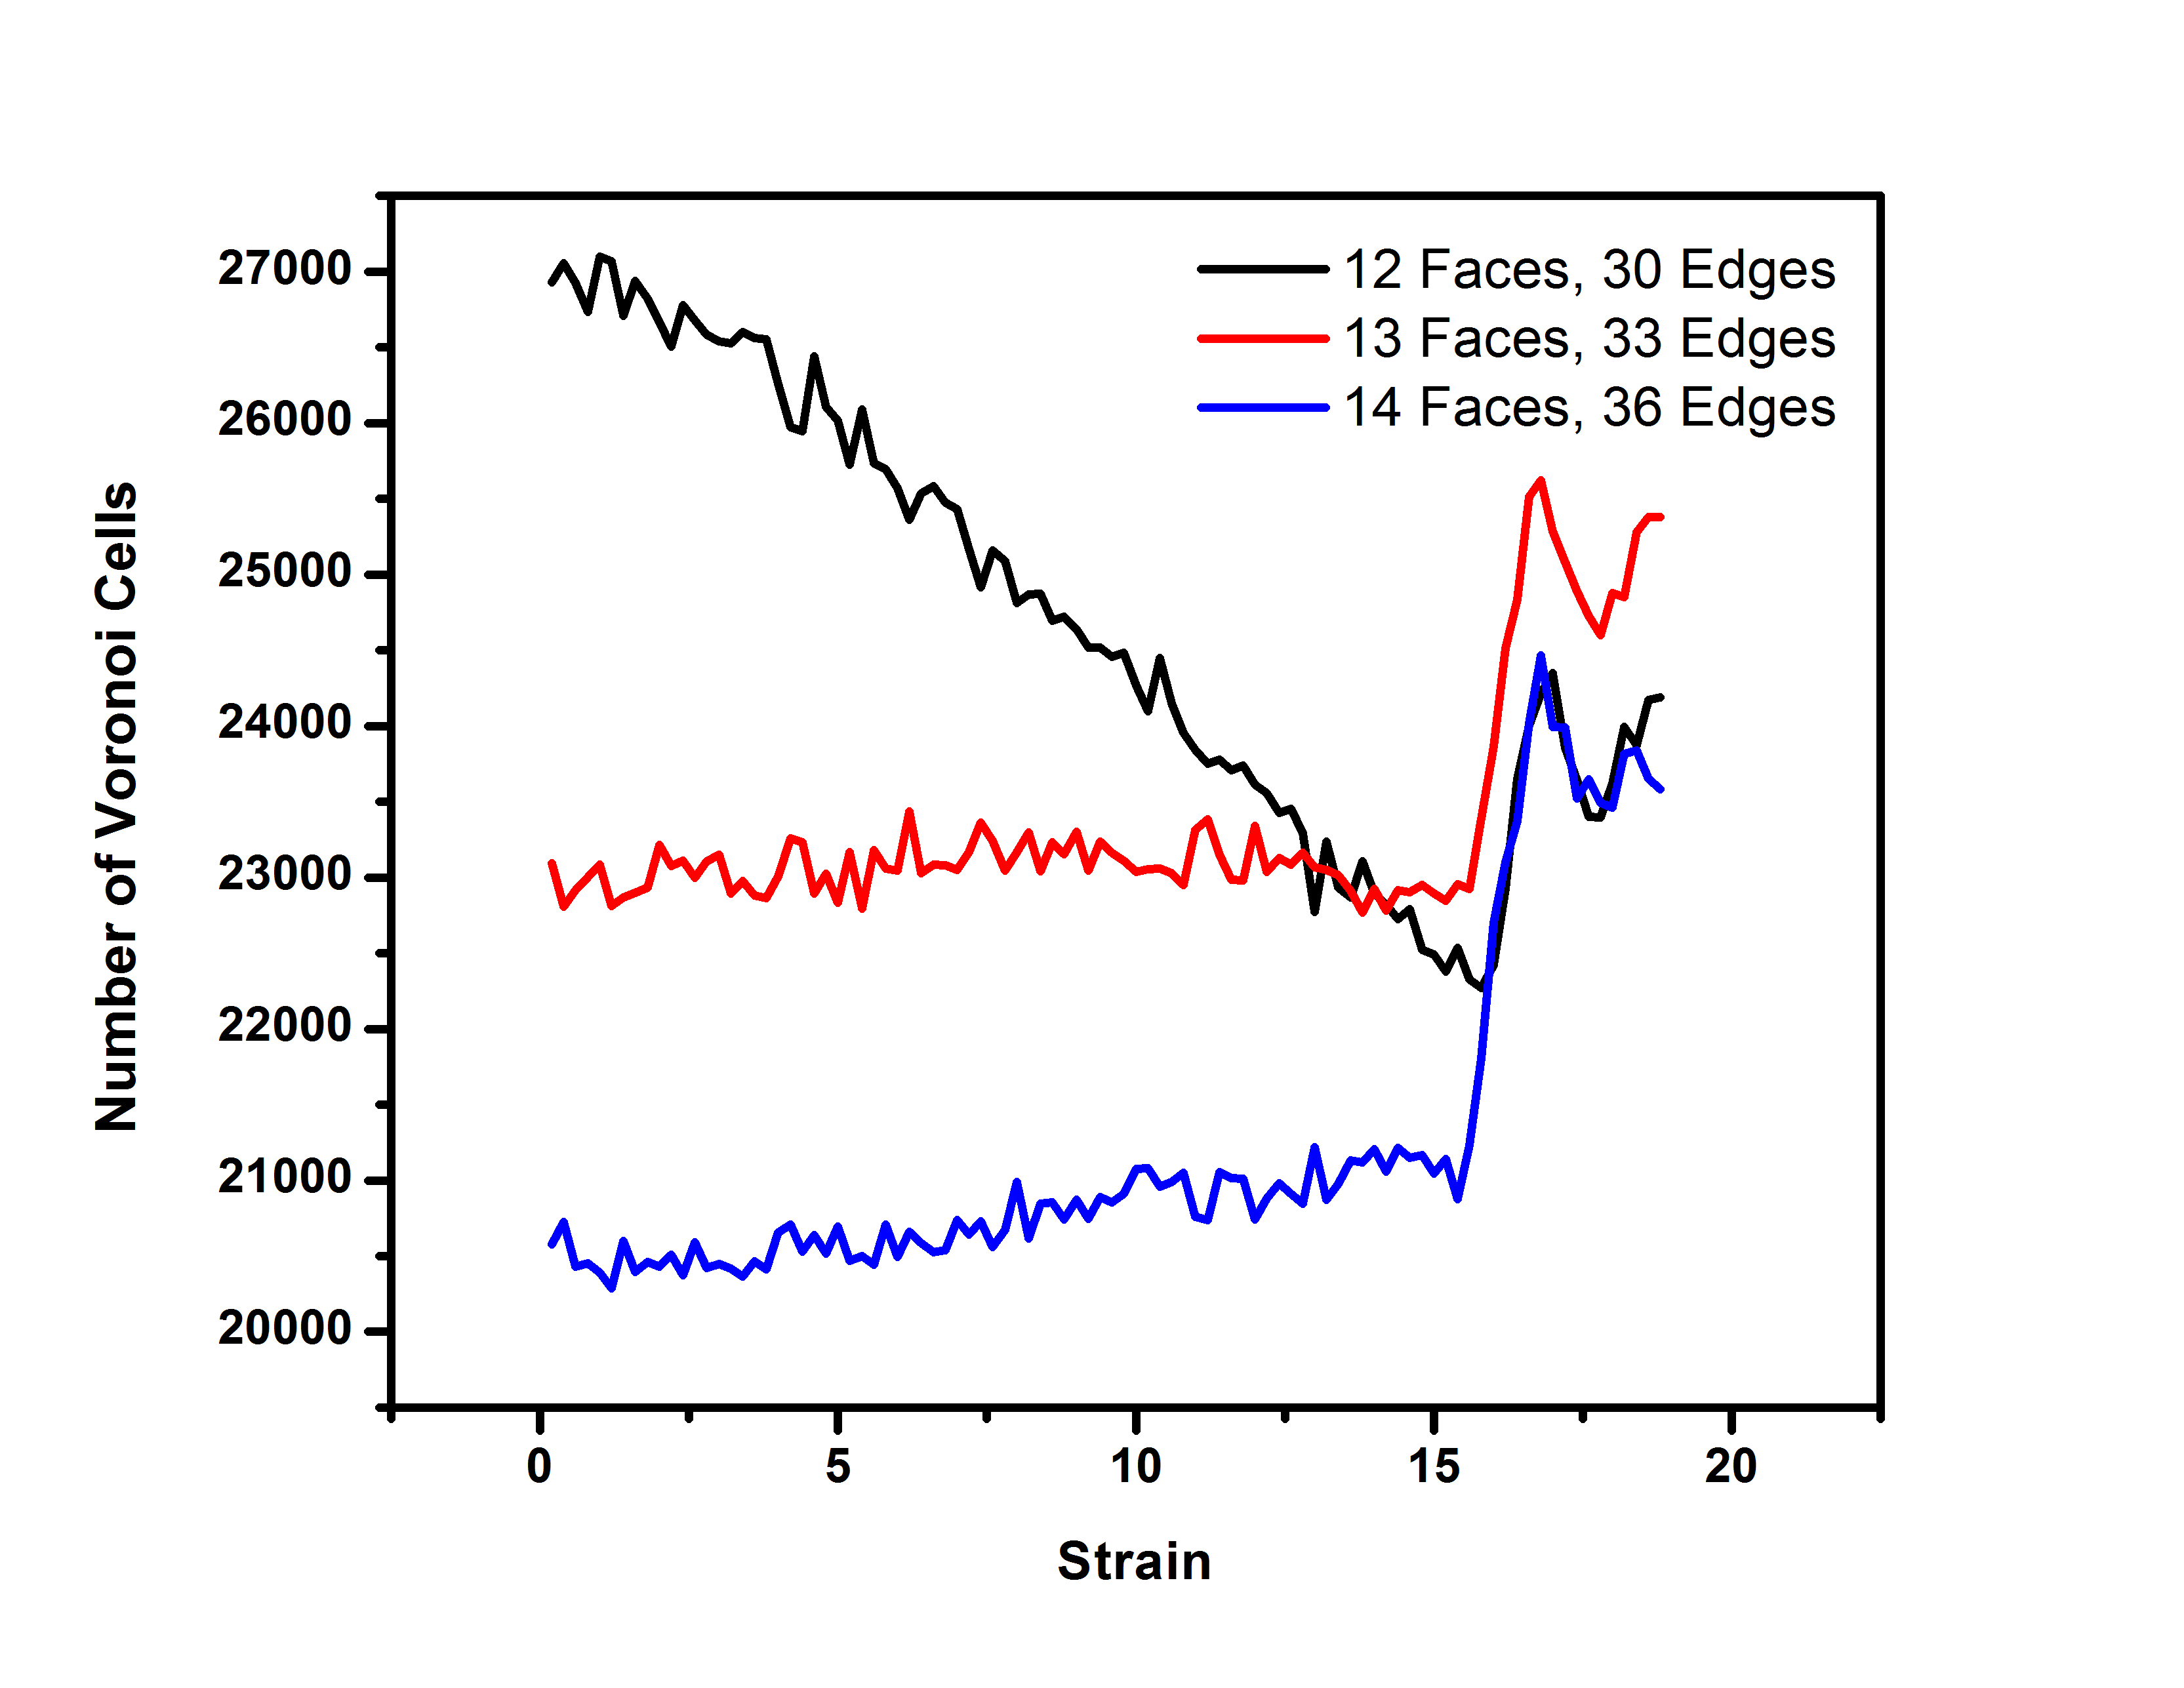 12 Faces, 30 Edges
13 Faces, 33 Edges
14 Faces, 36 Edges
Number of Voronoi Cells
27000
26000
25000
24000
23000
22000
21000
20000
0 5 10 15 20
Strain